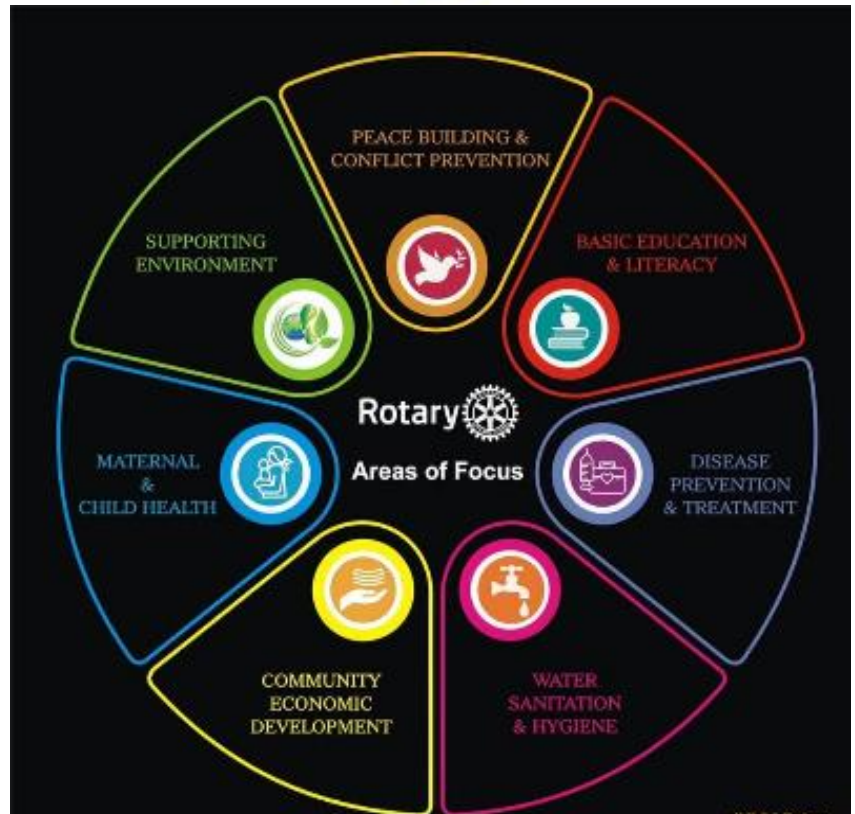 PEACE BUILDING &
CONFLICT PREVENTION
BASIC EDUCATION
& LITERACY
DISEASE
PREVENTION
& TREATMENT
WATER
SANITATION
& HYGIENE
COMMUNITY
ECONOMIC
DEVELOPMENT
MATERNAL
&
CHILD HEALTH
SUPPORTING
ENVIRONMENT
Rotary
Areas of Focus